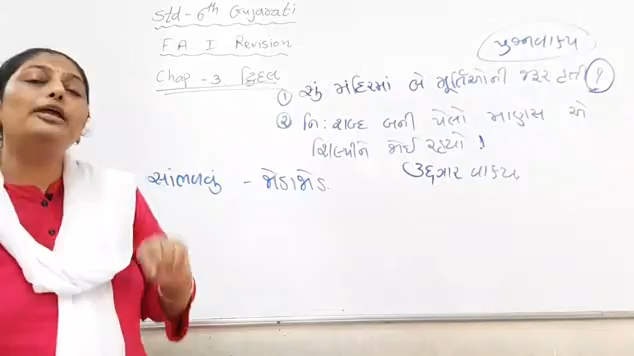 Std - 6th Gujarati
F A I Revision
Chap - 3 દ્વિદલ
પ્રશ્નવાક્ય
① શું મંદિરમાં બે મૂર્તિઓની જરૂર હતી ?
② નિ:શબ્દ બની પેલો માણસ એ
શિલ્પીને જોઈ રહ્યો !
ઉદ્દગાર વાક્ય
સાંભળવું - જોડાજોડ.